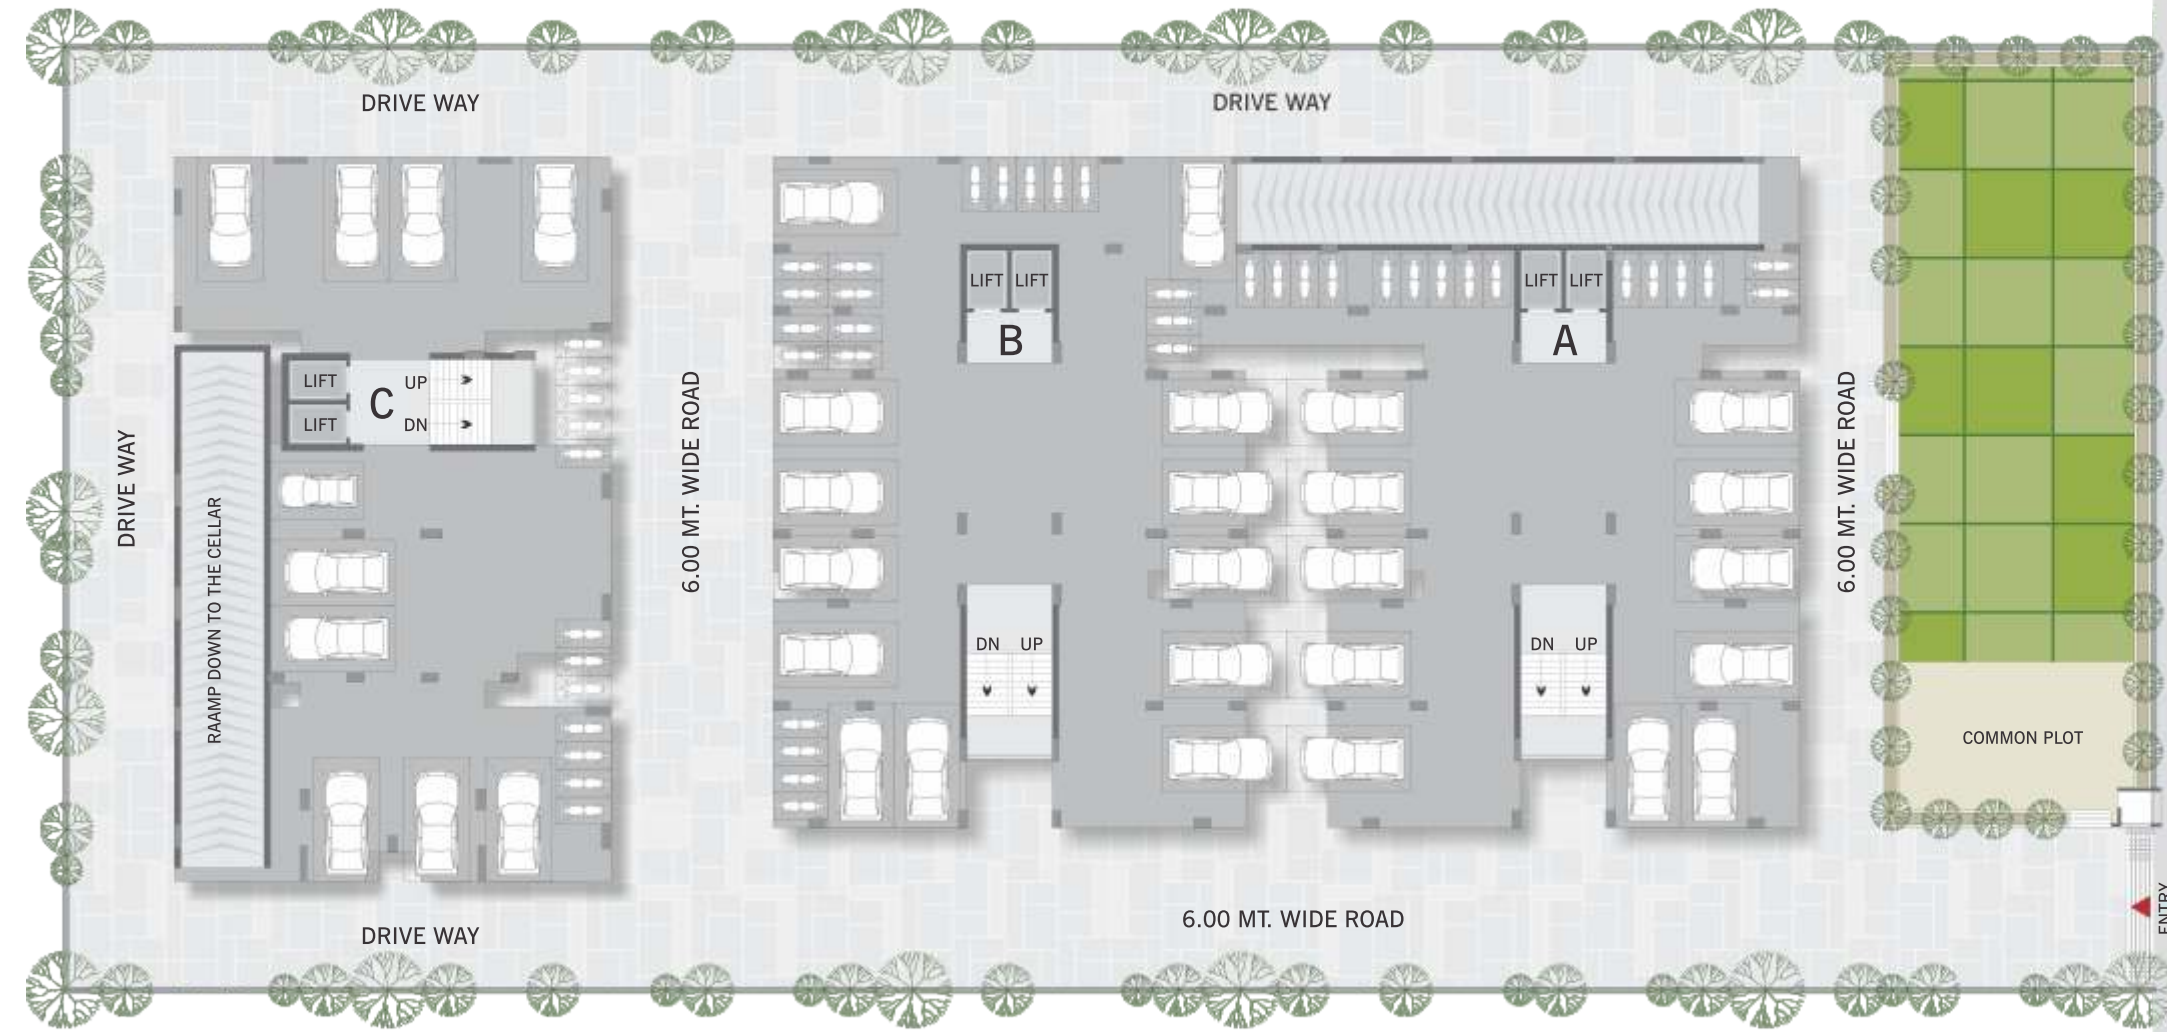 DRIVE WAY
DRIVE WAY
LIFT
LIFT
LIFT
LIFT
B
A
LIFT
UP
C
LIFT
DN
DRIVE WAY
RAAMP DOWN TO THE CELLAR
6.00 MT. WIDE ROAD
6.00 MT. WIDE ROAD
DN
UP
DN
UP
COMMON PLOT
ENTRY
6.00 MT. WIDE ROAD
DRIVE WAY